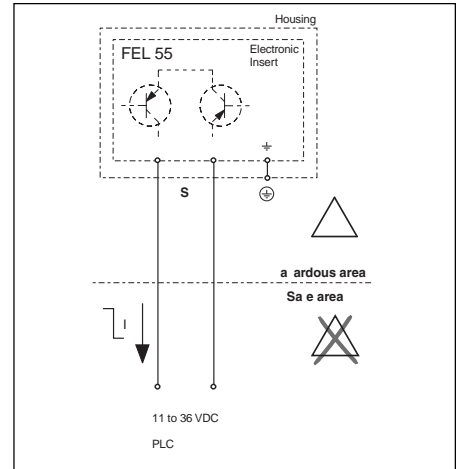 Housing
FEL 55
Electronic
Insert
S
a ardous area
Sa e area
I
11 to 36 VDC
PLC